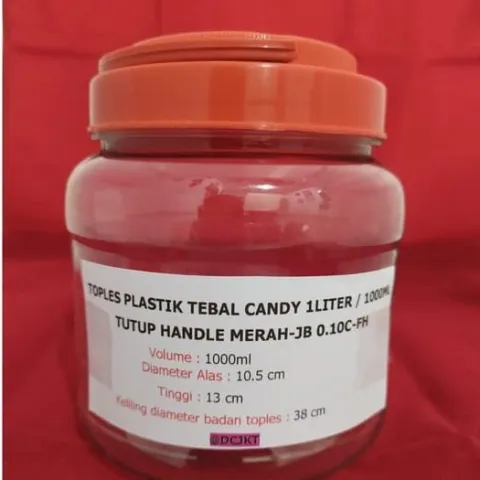 TOPLES PLASTIK TEBAL CANDY 1LITER / 1000ML
TUTUP HANDLE MERAH-JB 0.10C-FH
Volume : 1000ml
Diameter Alas : 10.5 cm
Tinggi : 13 cm
Keliling diameter badan toples : 38 cm
@DCJKT